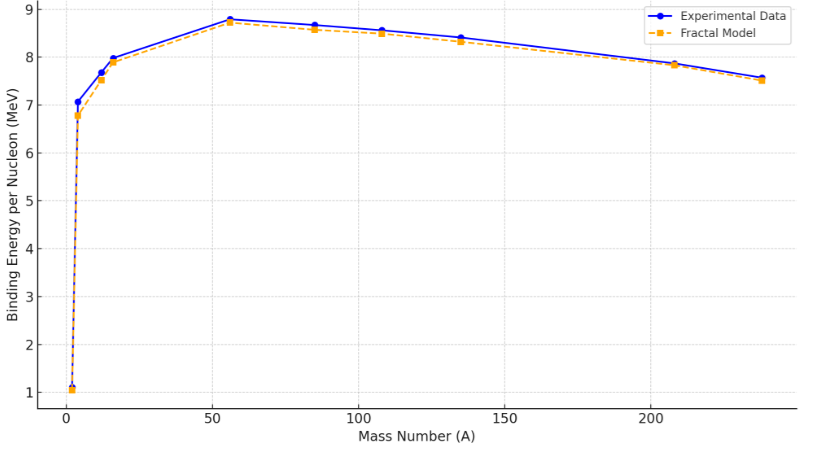 9
8
7
6
5
4
3
2
1
Binding Energy per Nucleon (MeV)
Experimental Data
Fractal Model
0 50 100 150 200
Mass Number (A)